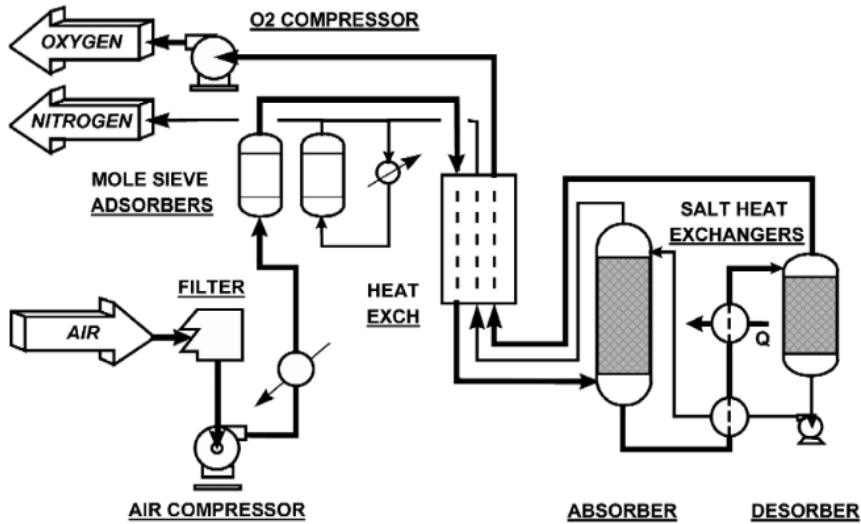 O2 COMPRESSOR
OXYGEN
NITROGEN
MOLE SIEVE
ADSORBERS
SALT HEAT
EXCHANGERS
FILTER
HEAT
EXCH
AIR
Q
AIR COMPRESSOR
ABSORBER
DESORBER